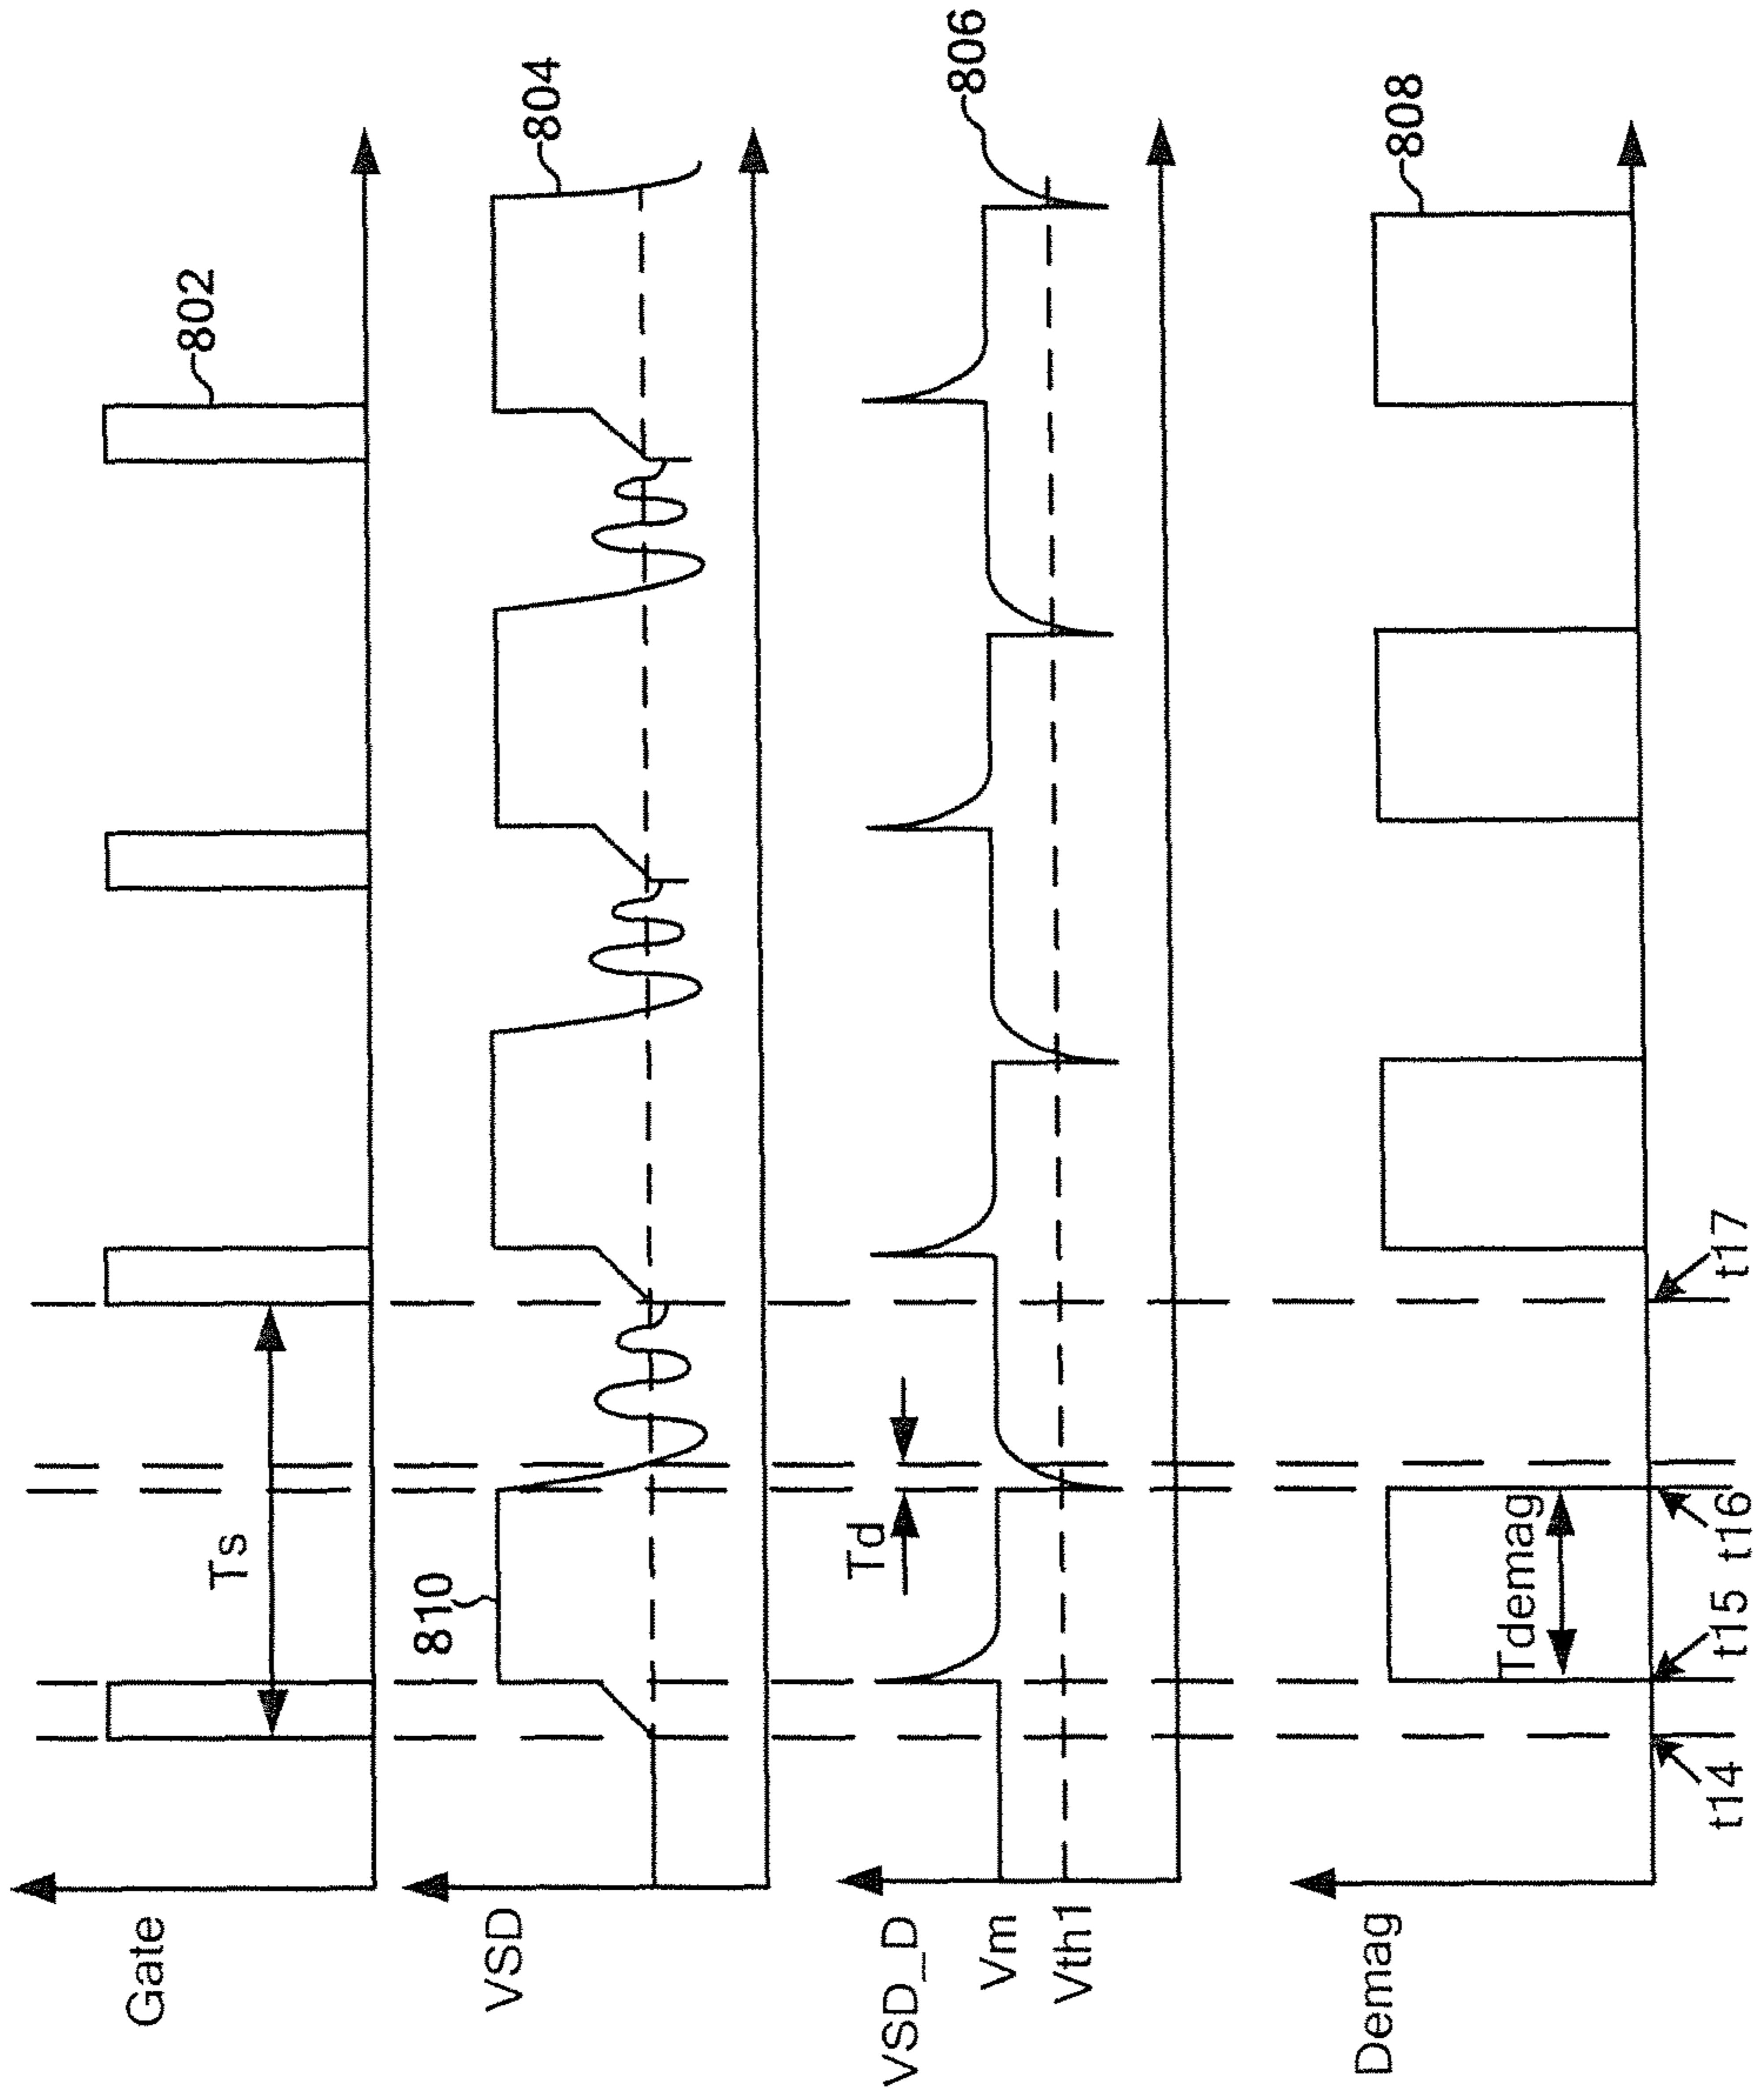 Gate
802
Ts
VSD
804
810
VSD_D
Vm
Vth1
806
Td
Demag
808
Tdemag
t14
t15
t16
t17